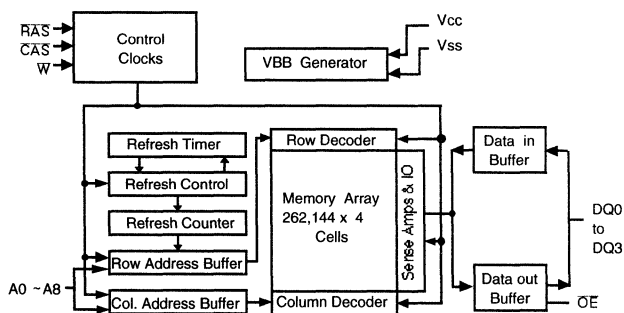 RAS
CAS
W
Control
Clocks
VBB Generator
Vcc
Vss
Refresh Timer
Refresh Control
Refresh Counter
Row Address Buffer
Col. Address Buffer
A0 ~A8
Row Decoder
Memory Array
262,144 x 4
Cells
Column Decoder
Sense Amps & IO
Data in
Buffer
Data out
Buffer
DQ0
to
DQ3
OE